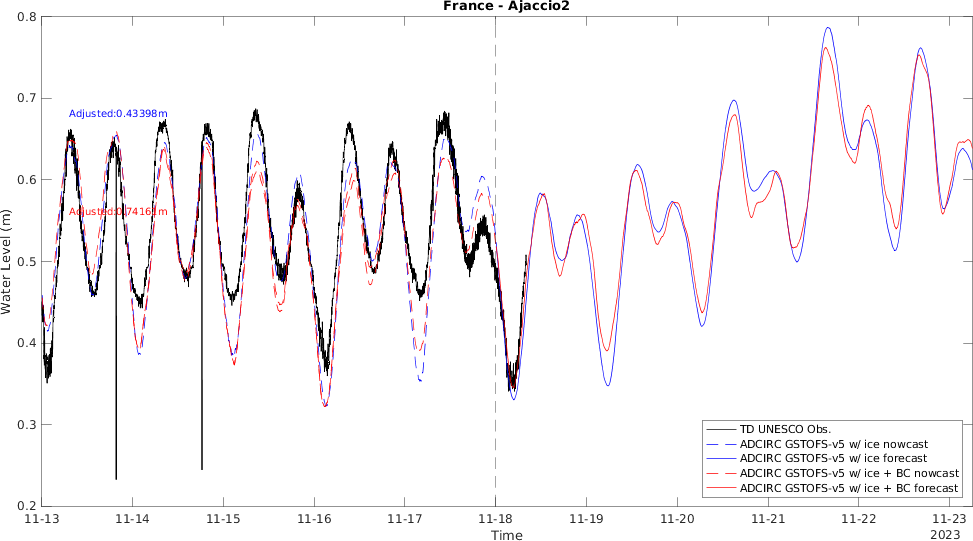 France - Ajaccio2
0.8
0.7
0.6
0.5
0.4
0.3
0.2
Water Level (m)
Adjusted:0.43398m
TD UNESCO Obs.
ADCIRC GSTOFS-v5 w/ ice nowcast
ADCIRC GSTOFS-v5 w/ ice forecast
ADCIRC GSTOFS-v5 w/ ice + BC nowcast
ADCIRC GSTOFS-v5 w/ ice + BC forecast
11-13
11-14
11-15
11-16
11-17
11-18
11-19
11-20
11-21
11-22
11-23
Time
2023